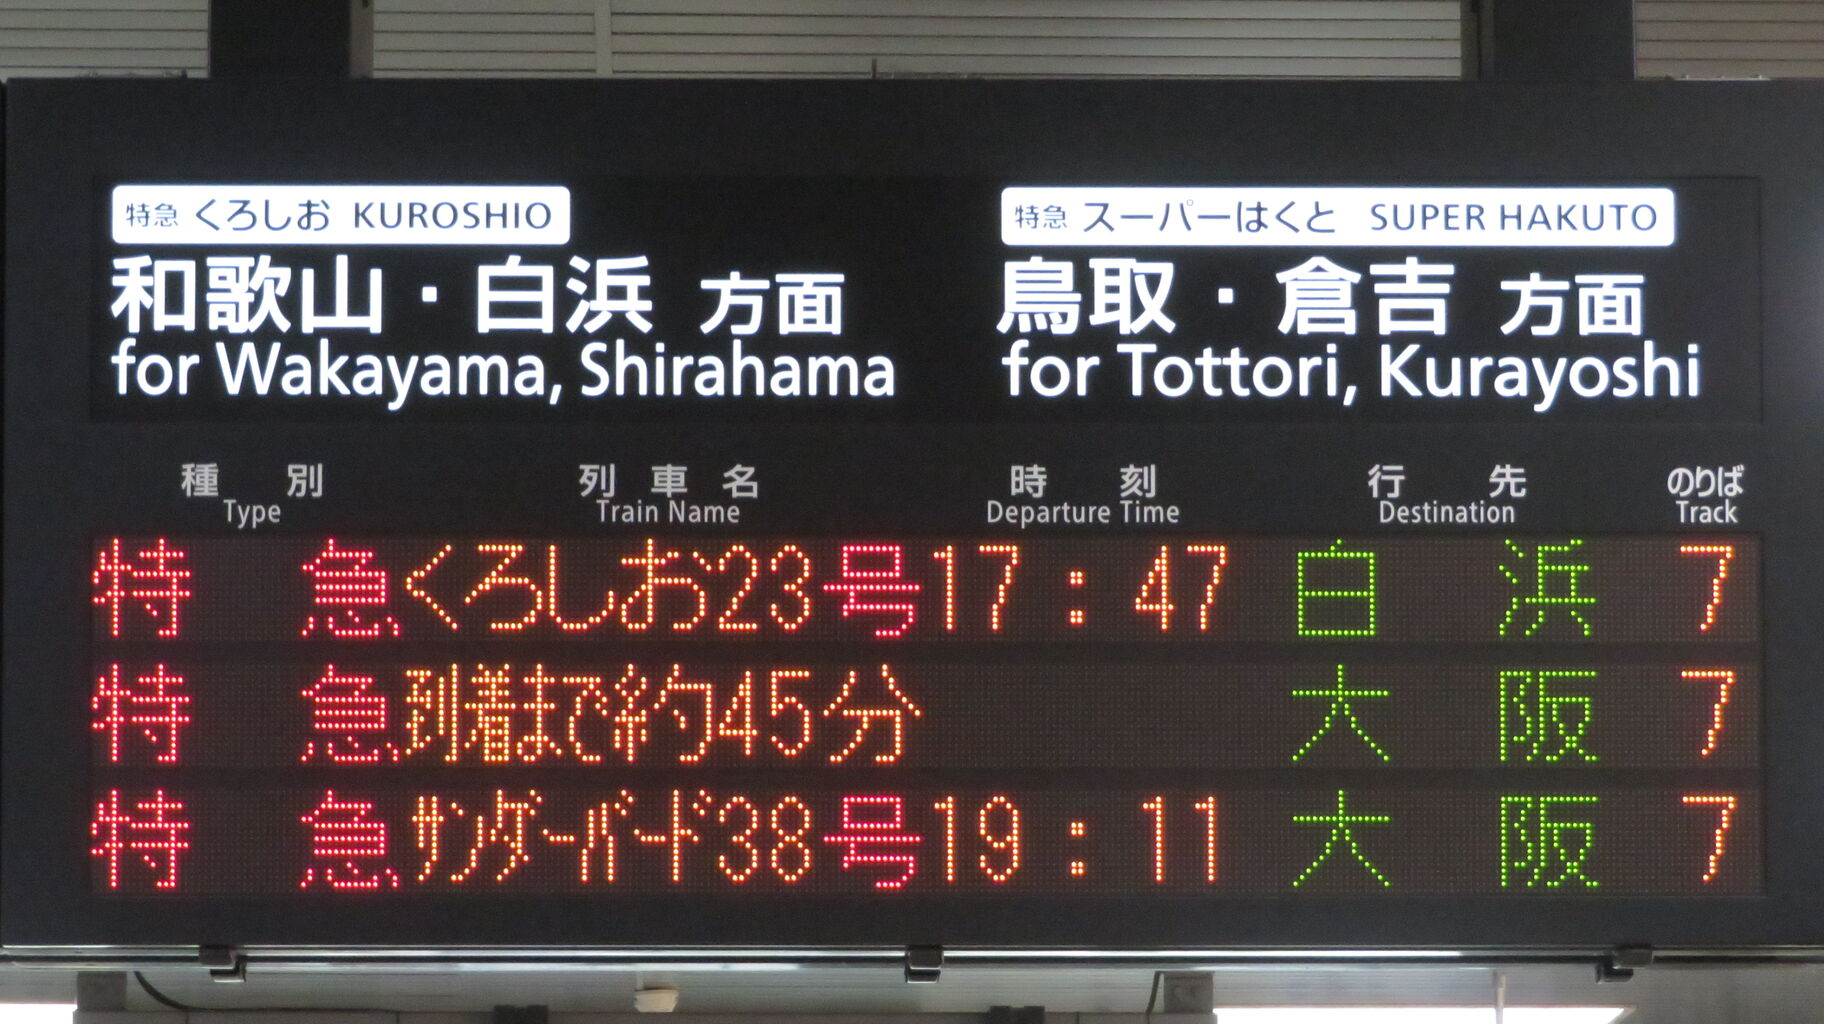 特急 くろしお KUROSHIO
和歌山・白浜 方面
for Wakayama, Shirahama
特急 スーパーはくと SUPER HAKUTO
鳥取・倉吉 方面
for Tottori, Kurayoshi
種別 列車名 時刻 行先 のりば
Type Train Name Departure Time Destination Track
特急 くろしお23号 17:47 白浜 7
特急 到着まで約45分 大阪 7
特急 サンダーバード38号 19:11 大阪 7